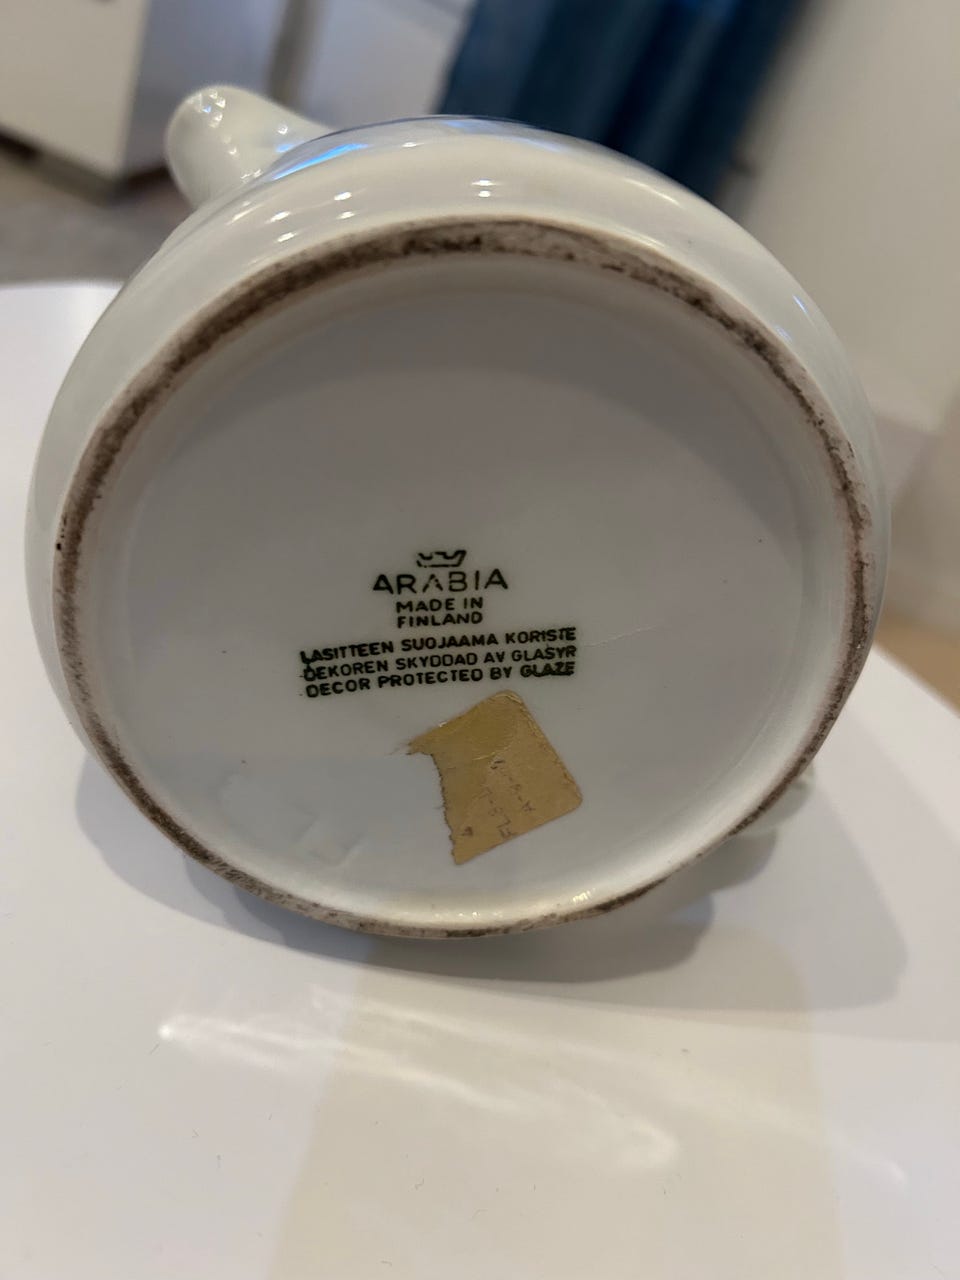 ARABIA
MADE IN
FINLAND
LASITTEEN SUOJAAMA KORISTE
DEKOREN SKYDDAD AV GLASYR
DECOR PROTECTED BY GLAZE